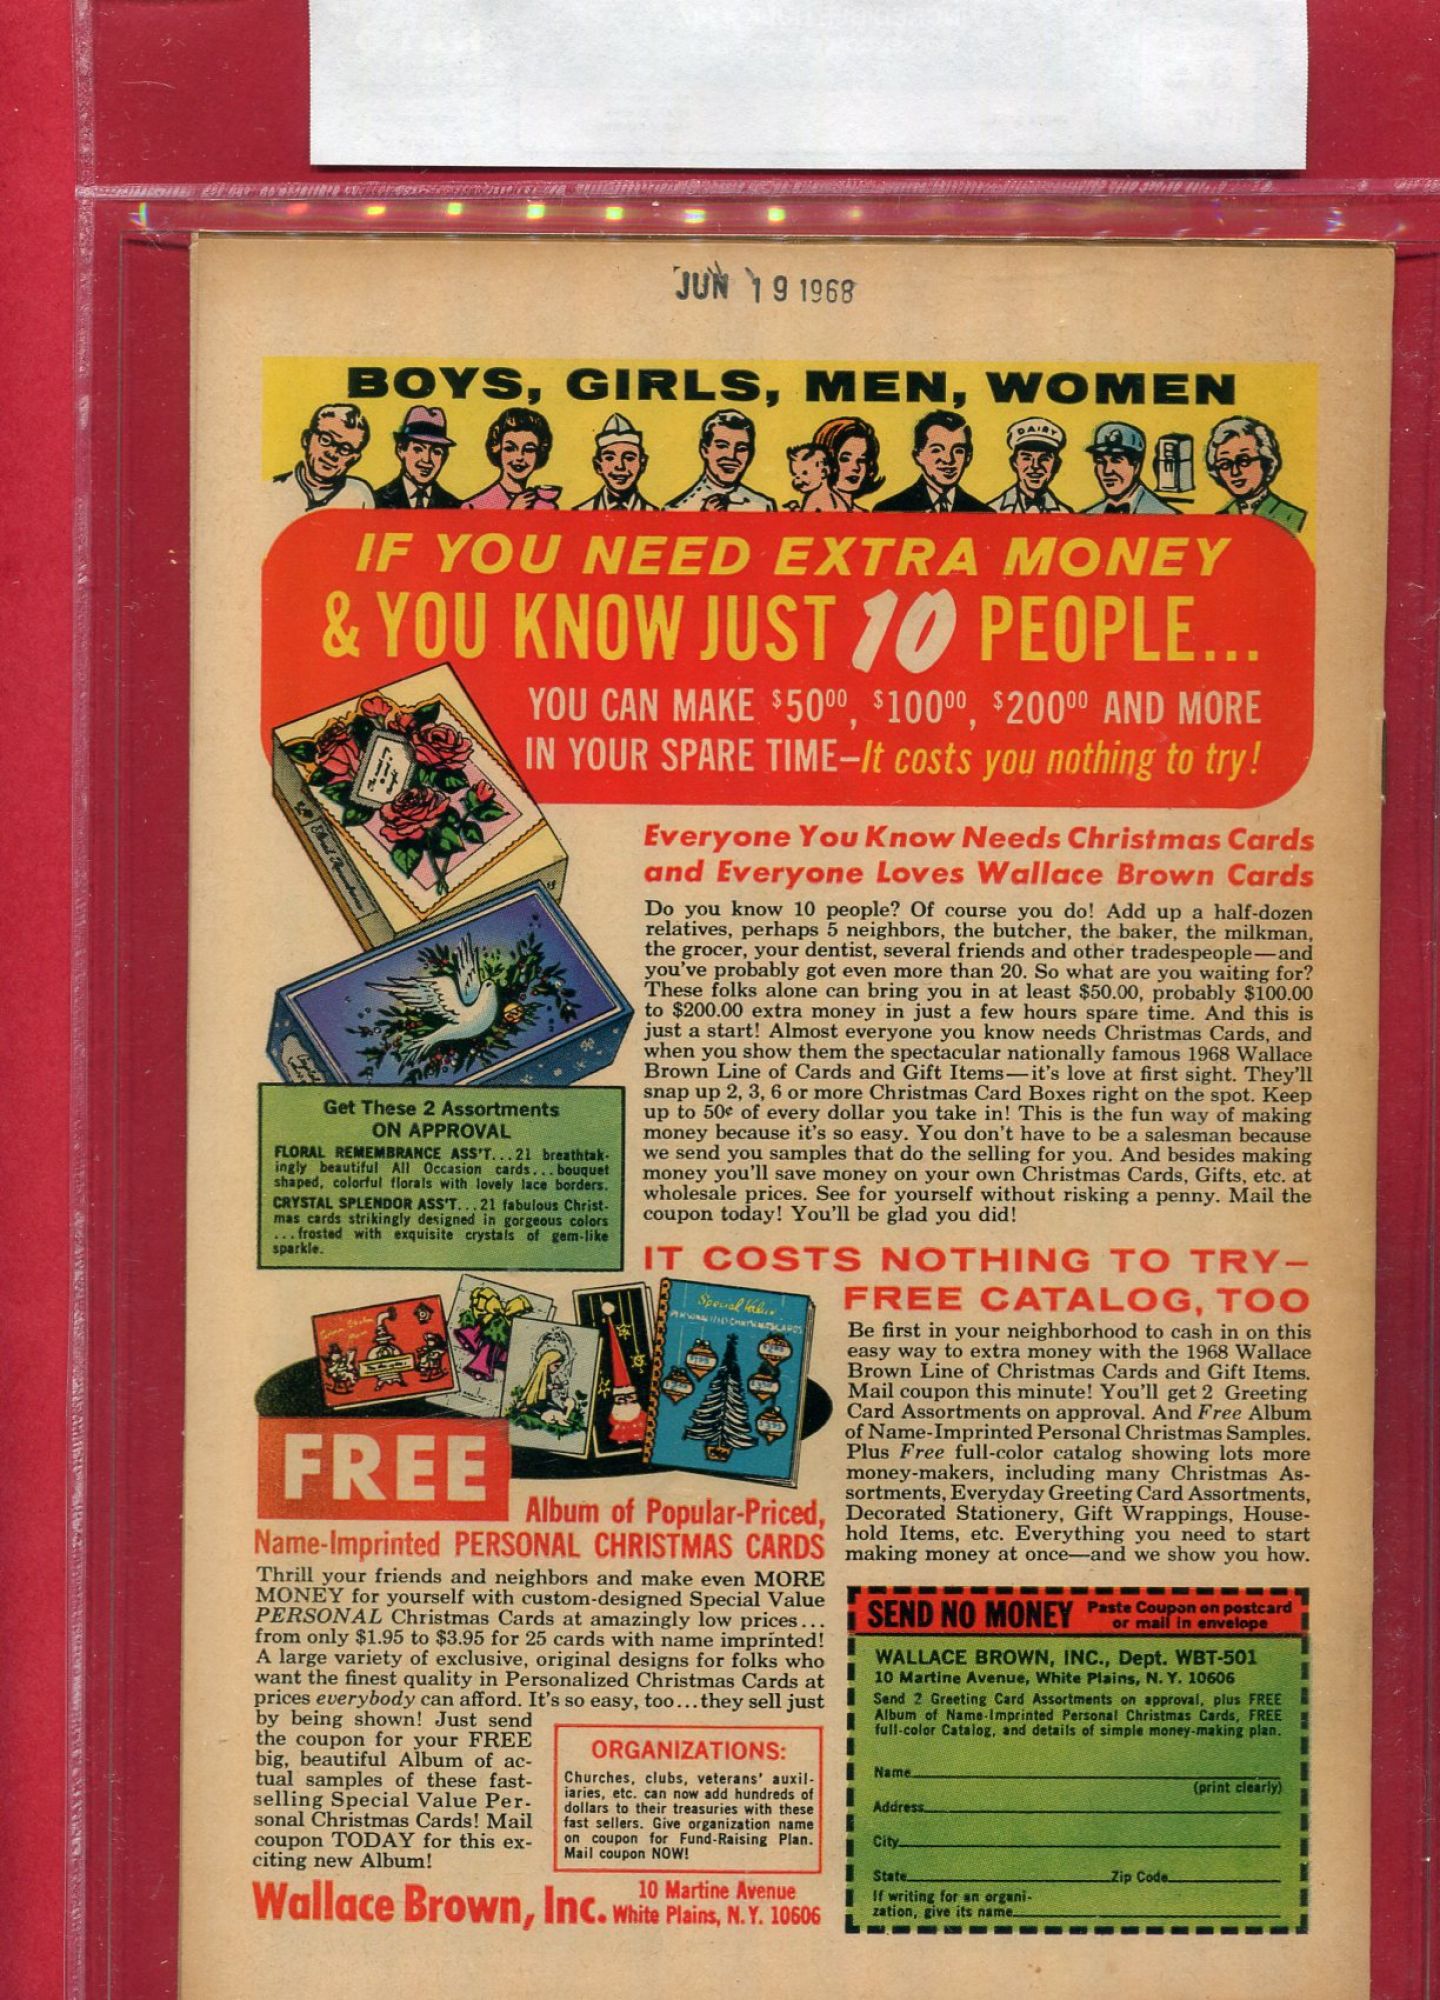 JUN 19 1968
BOYS, GIRLS, MEN, WOMEN
DAIRY
IF YOU NEED EXTRA MONEY
& YOU KNOW JUST 10 PEOPLE...
YOU CAN MAKE $50⁰⁰, $100⁰⁰, $200⁰⁰ AND MORE
IN YOUR SPARE TIME—It costs you nothing to try!
Everyone You Know Needs Christmas Cards
and Everyone Loves Wallace Brown Cards
Do you know 10 people? Of course you do! Add up a half-dozen
relatives, perhaps 5 neighbors, the butcher, the baker, the milkman,
the grocer, your dentist, several friends and other tradespeople—and
you've probably got even more than 20. So what are you waiting for?
These folks alone can bring you in at least $50.00, probably $100.00
to $200.00 extra money in just a few hours spare time. And this is
just a start! Almost everyone you know needs Christmas Cards, and
when you show them the spectacular nationally famous 1968 Wallace
Brown Line of Cards and Gift Items—it's love at first sight. They'll
snap up 2, 3, 6 or more Christmas Card Boxes right on the spot. Keep
up to 50¢ of every dollar you take in! This is the fun way of making
money because it's so easy. You don't have to be a salesman because
we send you samples that do the selling for you. And besides making
money you'll save money on your own Christmas Cards, Gifts, etc. at
wholesale prices. See for yourself without risking a penny. Mail the
coupon today! You'll be glad you did!
Get These 2 Assortments
ON APPROVAL
FLORAL REMEMBRANCE ASS'T...21 breathtak-
ingly beautiful All Occasion cards...bouquet
shaped, colorful florals with lovely lace borders.
CRYSTAL SPLENDOR ASS'T...21 fabulous Christ-
mas cards strikingly designed in gorgeous colors
...frosted with exquisite crystals of gem-like
sparkle.
IT COSTS NOTHING TO TRY—
FREE CATALOG, TOO
Be first in your neighborhood to cash in on this
easy way to extra money with the 1968 Wallace
Brown Line of Christmas Cards and Gift Items.
Mail coupon this minute! You'll get 2 Greeting
Card Assortments on approval. And Free Album
of Name-Imprinted Personal Christmas Samples.
Plus Free full-color catalog showing lots more
money-makers, including many Christmas As-
sortments, Everyday Greeting Card Assortments,
Decorated Stationery, Gift Wrappings, House-
hold Items, etc. Everything you need to start
making money at once—and we show you how.
Special Value
PERSONALIZED CHRISTMAS CARDS
FREE
Album of Popular-Priced,
Name-Imprinted PERSONAL CHRISTMAS CARDS
Thrill your friends and neighbors and make even MORE
MONEY for yourself with custom-designed Special Value
PERSONAL Christmas Cards at amazingly low prices...
from only $1.95 to $3.95 for 25 cards with name imprinted!
A large variety of exclusive, original designs for folks who
want the finest quality in Personalized Christmas Cards at
prices everybody can afford. It's so easy, too...they sell just
by being shown! Just send
the coupon for your FREE
big, beautiful Album of ac-
tual samples of these fast-
selling Special Value Per-
sonal Christmas Cards! Mail
coupon TODAY for this ex-
citing new Album!
ORGANIZATIONS:
Churches, clubs, veterans' auxil-
iaries, etc. can now add hundreds of
dollars to their treasuries with these
fast sellers. Give organization name
on coupon for Fund-Raising Plan.
Mail coupon NOW!
Wallace Brown, Inc. 10 Martine Avenue
White Plains, N.Y. 10606
SEND NO MONEY Paste Coupon on postcard
or mail in envelope
WALLACE BROWN, INC., Dept. WBT-501
10 Martine Avenue, White Plains, N. Y. 10606
Send 2 Greeting Card Assortments on approval, plus FREE
Album of Name-Imprinted Personal Christmas Cards, FREE
full-color Catalog, and details of simple money-making plan.
Name
(print clearly)
Address
City
State Zip Code
If writing for an organi-
zation, give its name